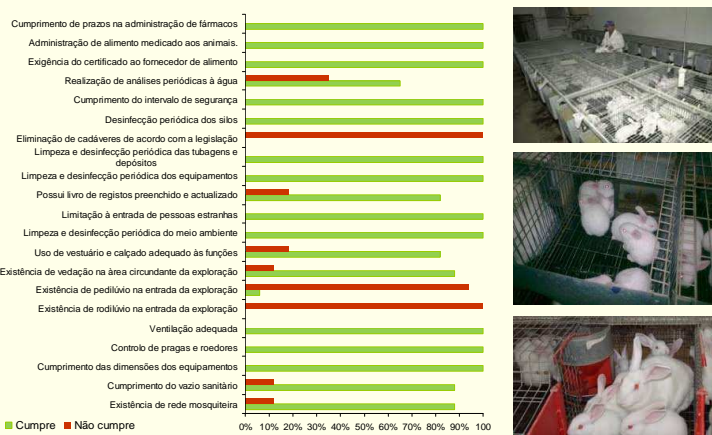 Cumprimento de prazos na administração de fármacos
Administração de alimento medicado aos animais.
Exigência do certificado ao fornecedor de alimento
Realização de análises periódicas à água
Cumprimento do intervalo de segurança
Desinfecção periódica dos silos
Eliminação de cadáveres de acordo com a legislação
Limpeza e desinfecção periódica das tubagens e
depósitos
Limpeza e desinfecção periódica dos equipamentos
Possui livro de registos preenchido e actualizado
Limitação à entrada de pessoas estranhas
Limpeza e desinfecção periódica do meio ambiente
Uso de vestuário e calçado adequado às funções
Existência de vedação na àrea circundante da exploração
Existência de pedilúvio na entrada da exploração
Existência de rodilúvio na entrada da exploração
Ventilação adequada
Controlo de pragas e roedores
Cumprimento das dimensões dos equipamentos
Cumprimento do vazio sanitário
Existência de rede mosquiteira
0% 10% 20% 30% 40% 50% 60% 70% 80% 90% 100
Cumpre Não cumpre